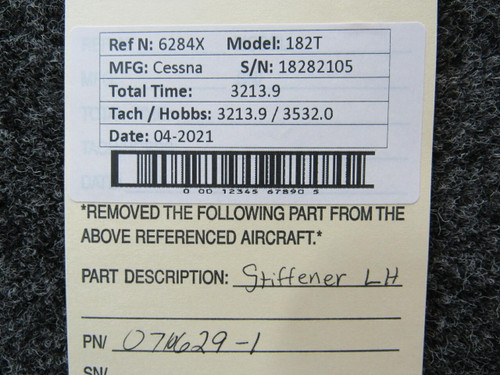 Ref N: 6284X Model: 182T
MFG: Cessna S/N: 18282105
Total Time: 3213.9
Tach / Hobbs: 3213.9 / 3532.0
Date: 04-2021
0 00 12345 67890 5
*REMOVED THE FOLLOWING PART FROM THE
ABOVE REFERENCED AIRCRAFT.*
PART DESCRIPTION: Stiffener LH
PN/
SN/